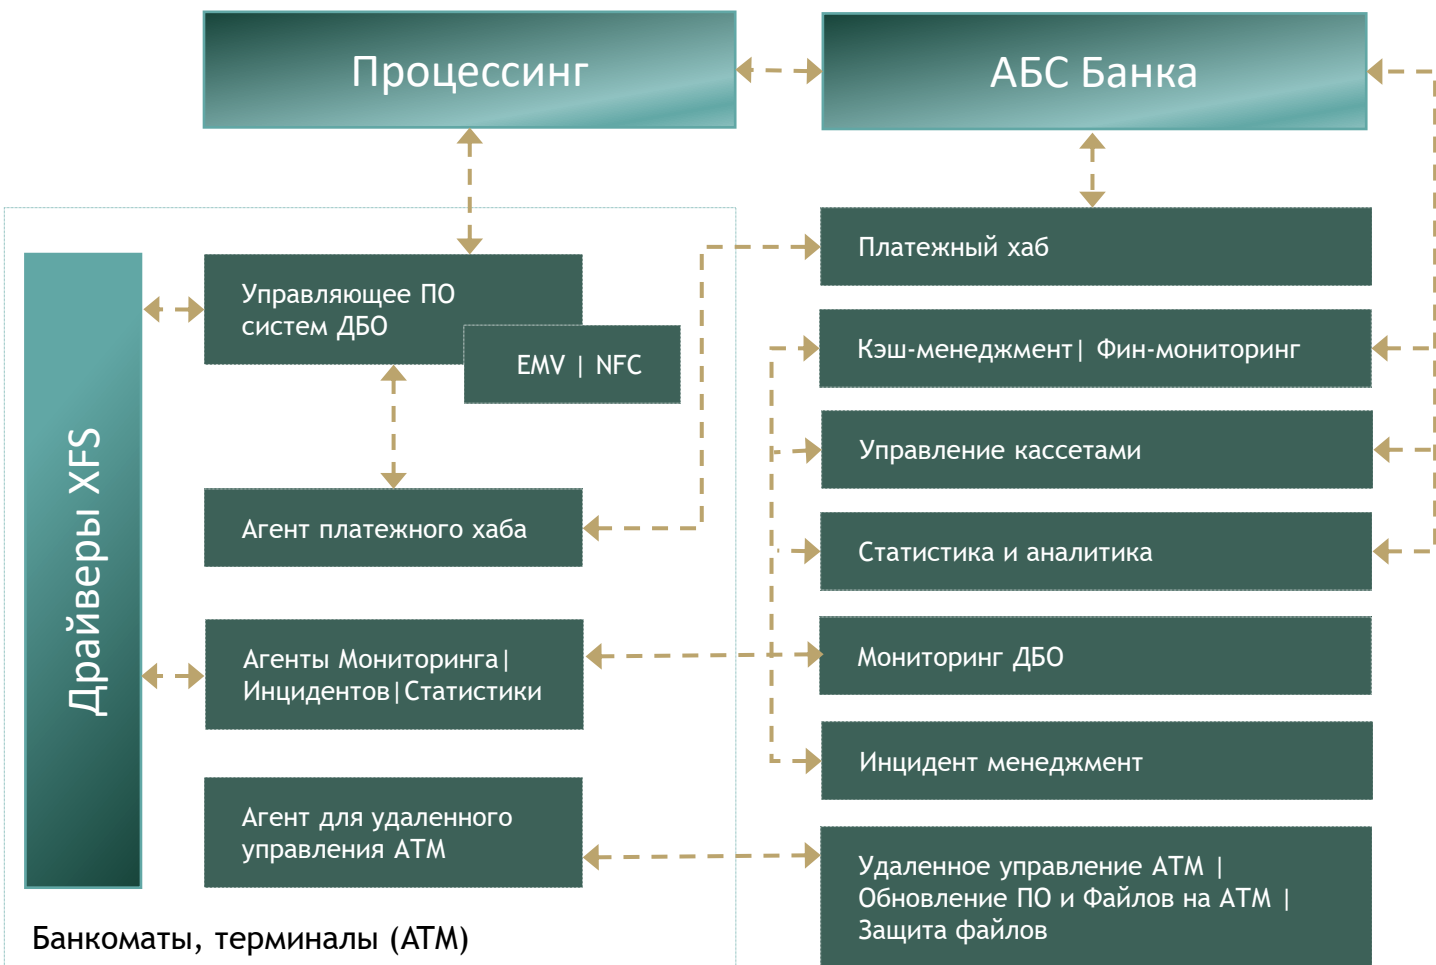 Процессинг
АБС Банка
Драйверы XFS
Управляющее ПО
систем ДБО
EMV | NFC
Агент платежного хаба
Агенты Мониторинга|
Инцидентов|Статистики
Агент для удаленного
управления АТМ
Банкоматы, терминалы (АТМ)
Платежный хаб
Кэш-менеджмент| Фин-мониторинг
Управление кассетами
Статистика и аналитика
Мониторинг ДБО
Инцидент менеджмент
Удаленное управление АТМ |
Обновление ПО и Файлов на АТМ |
Защита файлов